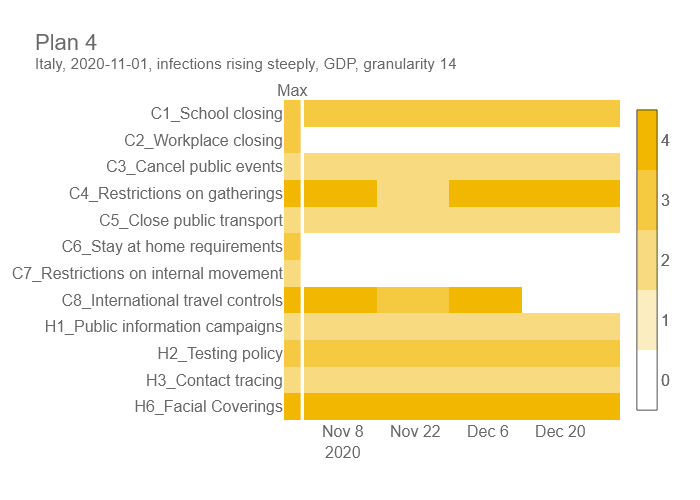 Plan 4
Italy, 2020-11-01, infections rising steeply, GDP, granularity 14
Max
C1_School closing
C2_Workplace closing
C3_Cancel public events
C4_Restrictions on gatherings
C5_Close public transport
C6_Stay at home requirements
C7_Restrictions on internal movement
C8_International travel controls
H1_Public information campaigns
H2_Testing policy
H3_Contact tracing
H6_Facial Coverings
Nov 8 Nov 22 Dec 6 Dec 20
2020
4
3
2
1
0